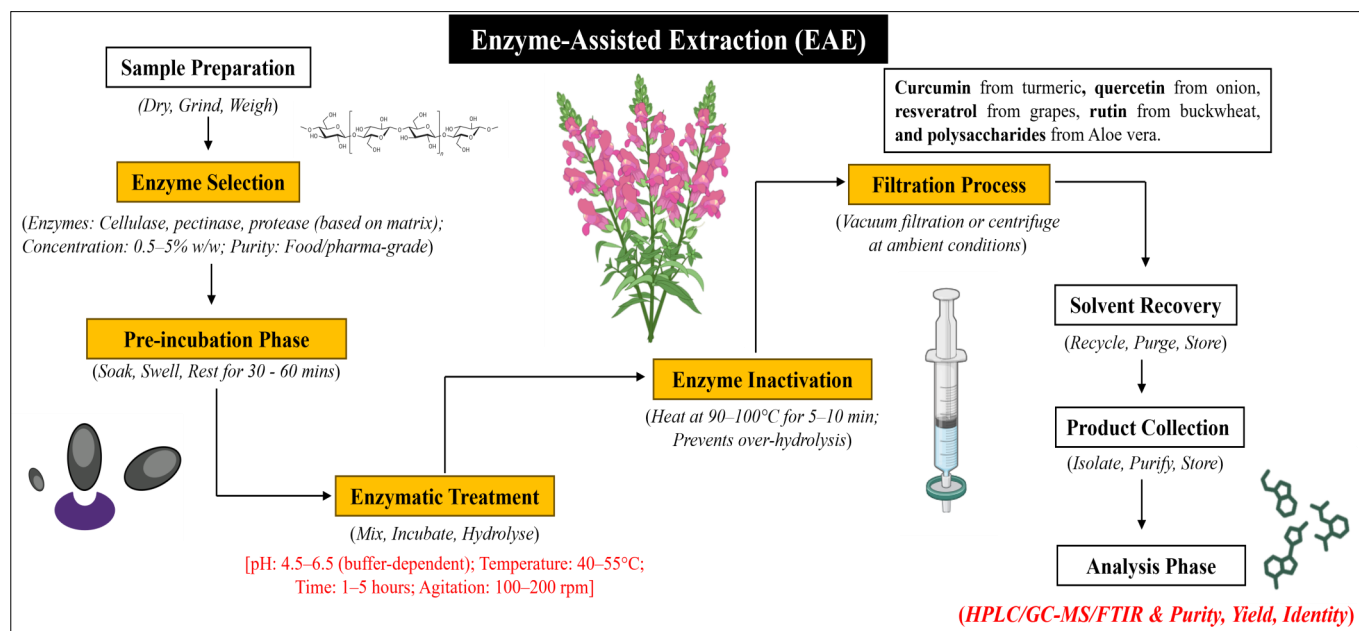 Enzyme-Assisted Extraction (EAE)
Sample Preparation
(Dry, Grind, Weigh)
Enzyme Selection
(Enzymes: Cellulase, pectinase, protease (based on matrix);
Concentration: 0.5–5% w/w; Purity: Food/pharma-grade)
Pre-incubation Phase
(Soak, Swell, Rest for 30 - 60 mins)
Enzymatic Treatment
(Mix, Incubate, Hydrolyse)
[pH: 4.5–6.5 (buffer-dependent); Temperature: 40–55°C;
Time: 1–5 hours; Agitation: 100–200 rpm]
Enzyme Inactivation
(Heat at 90–100°C for 5–10 min;
Prevents over-hydrolysis)
Filtration Process
(Vacuum filtration or centrifuge
at ambient conditions)
Curcumin from turmeric, quercetin from onion,
resveratrol from grapes, rutin from buckwheat,
and polysaccharides from Aloe vera.
Solvent Recovery
(Recycle, Purge, Store)
Product Collection
(Isolate, Purify, Store)
Analysis Phase
(HPLC/GC-MS/FTIR & Purity, Yield, Identity)